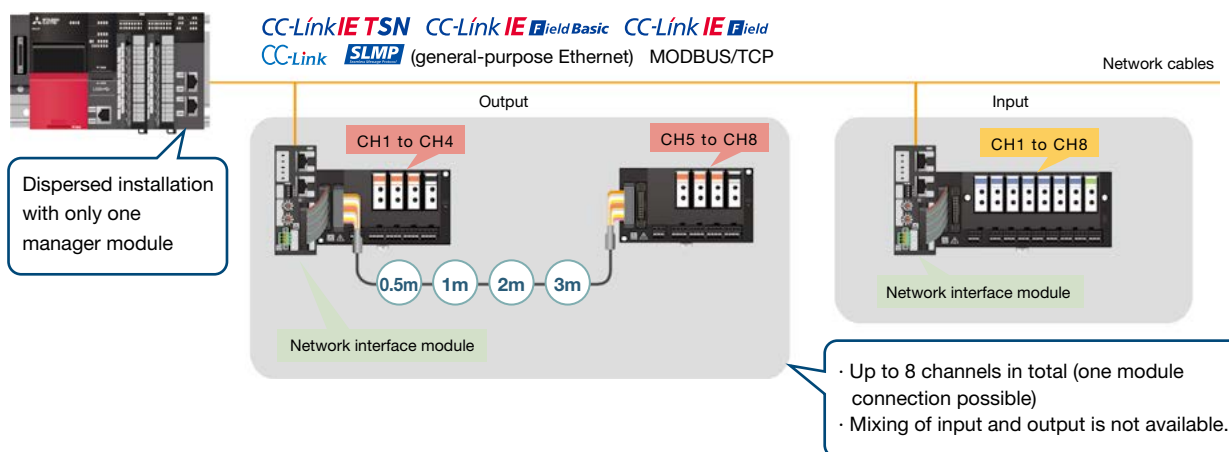 CC-Link IE TSN CC-Link IE Field Basic CC-Link IE Field
CC-Link SLMP (general-purpose Ethernet) MODBUS/TCP
Network cables
Output
Input
CH1 to CH4
CH5 to CH8
CH1 to CH8
Dispersed installation
with only one
manager module
0.5m 1m 2m 3m
Network interface module
Network interface module
· Up to 8 channels in total (one module
connection possible)
· Mixing of input and output is not available.